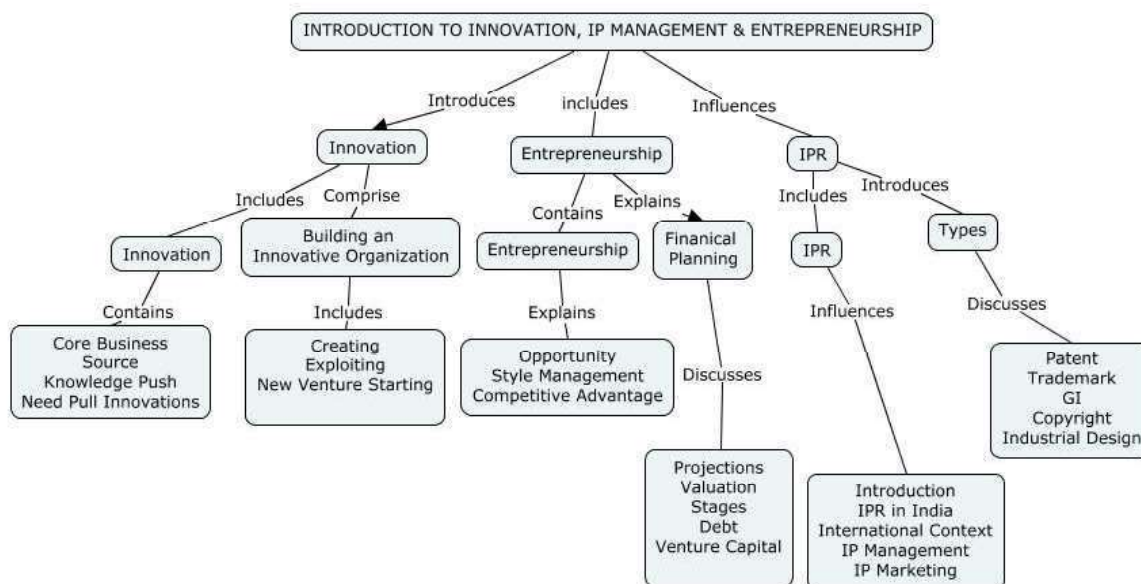 INTRODUCTION TO INNOVATION, IP MANAGEMENT & ENTREPRENEURSHIP
Introduces
includes
Influences
Innovation
Entrepreneurship
IPR
Includes
Comprise
Contains
Explains
Includes
Introduces
Innovation
Building an
Innovative Organization
Entrepreneurship
Finanical
Planning
IPR
Types
Contains
Includes
Explains
Discusses
Influences
Discusses
Core Business
Source
Knowledge Push
Need Pull Innovations
Creating
Exploiting
New Venture Starting
Opportunity
Style Management
Competitive Advantage
Projections
Valuation
Stages
Debt
Venture Capital
Introduction
IPR in India
International Context
IP Management
IP Marketing
Patent
Trademark
GI
Copyright
Industrial Design